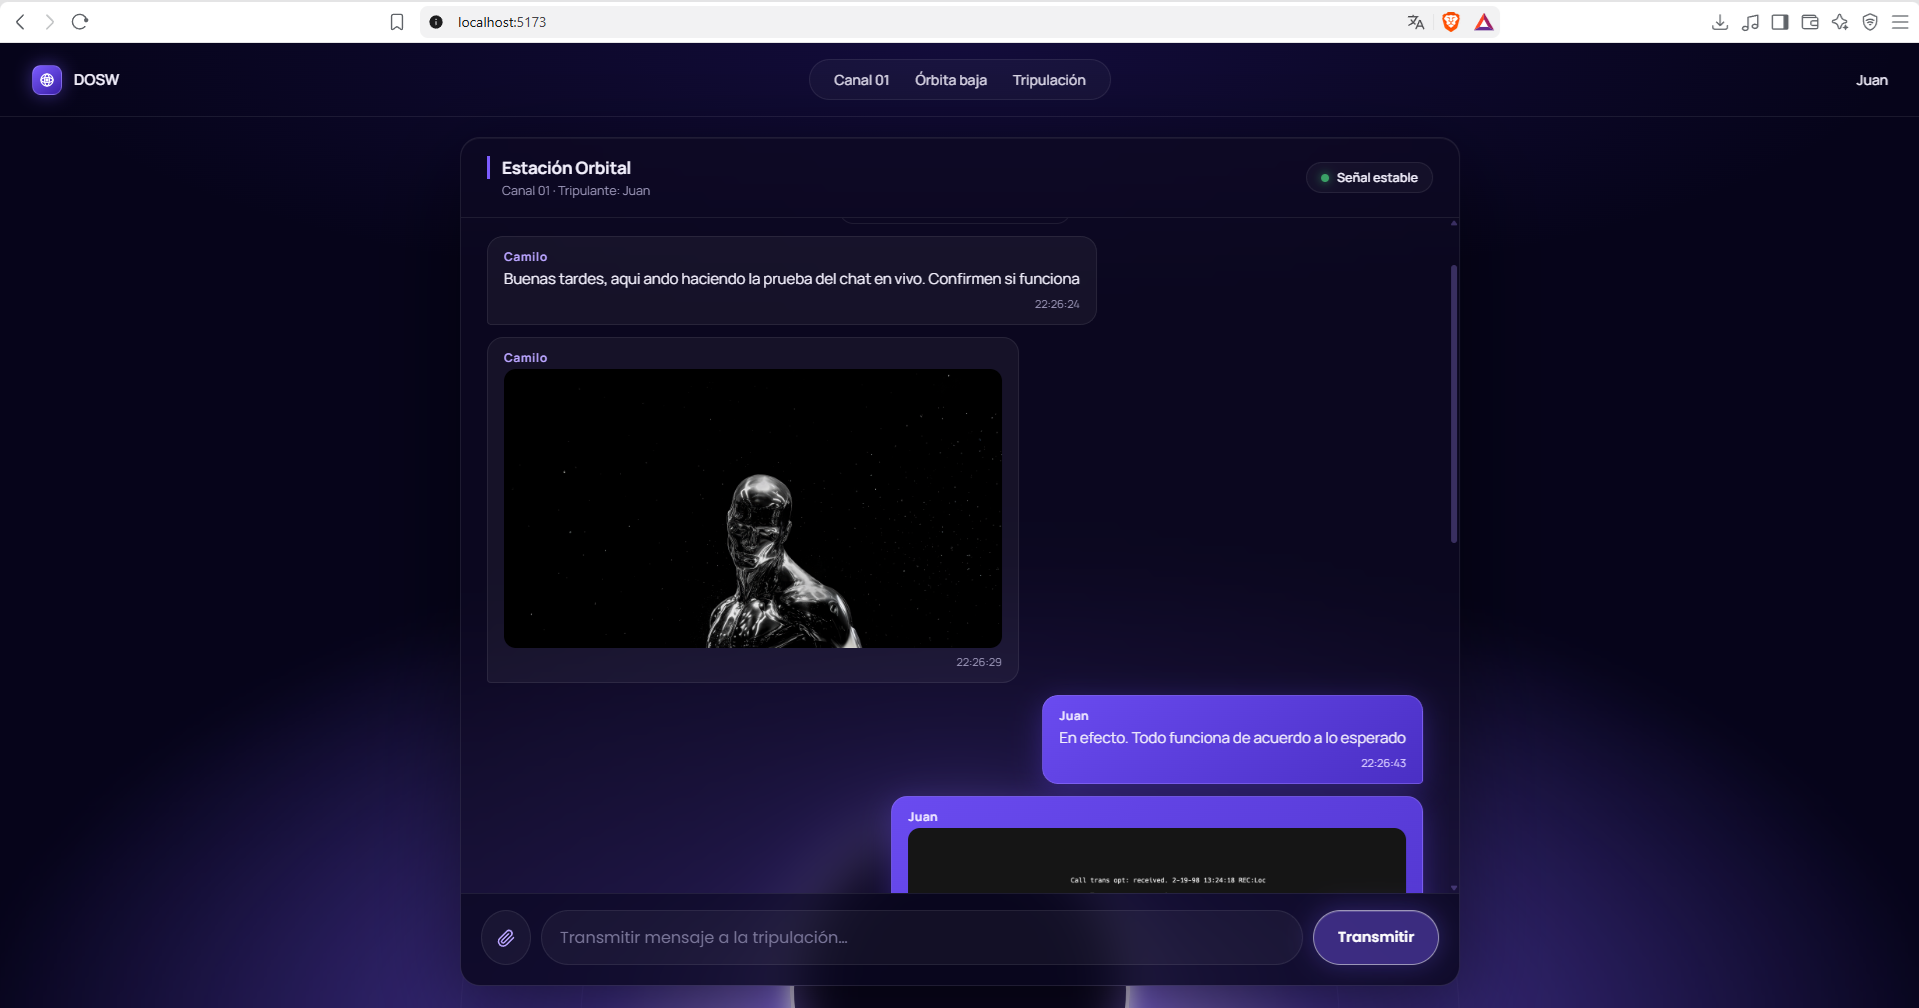 localhost:5173
DOSW
Canal 01
Órbita baja
Tripulación
Juan
Estación Orbital
Canal 01 · Tripulante: Juan
Señal estable
Camilo
Buenas tardes, aqui ando haciendo la prueba del chat en vivo. Confirmen si funciona
22:26:24
Camilo
22:26:29
Juan
En efecto. Todo funciona de acuerdo a lo esperado
22:26:43
Juan
Call trans opt: received. 2-19-98 13:24:18 REC:Loc
Transmitir mensaje a la tripulación...
Transmitir